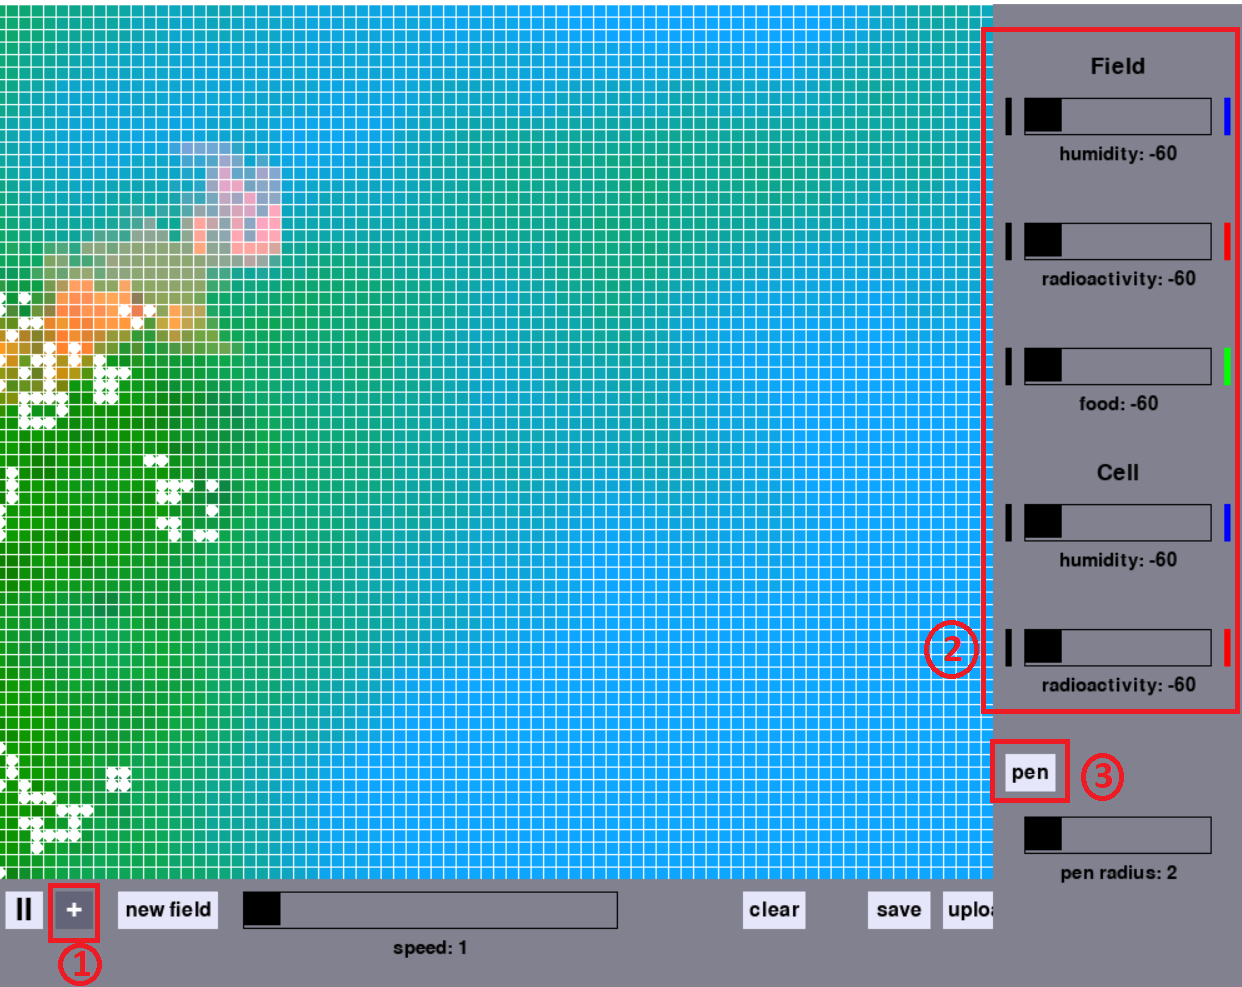 Field
humidity: -60
radioactivity: -60
food: -60
Cell
humidity: -60
2
radioactivity: -60
pen
3
pen radius: 2
+
new field
clear
save
uploa
speed: 1
1